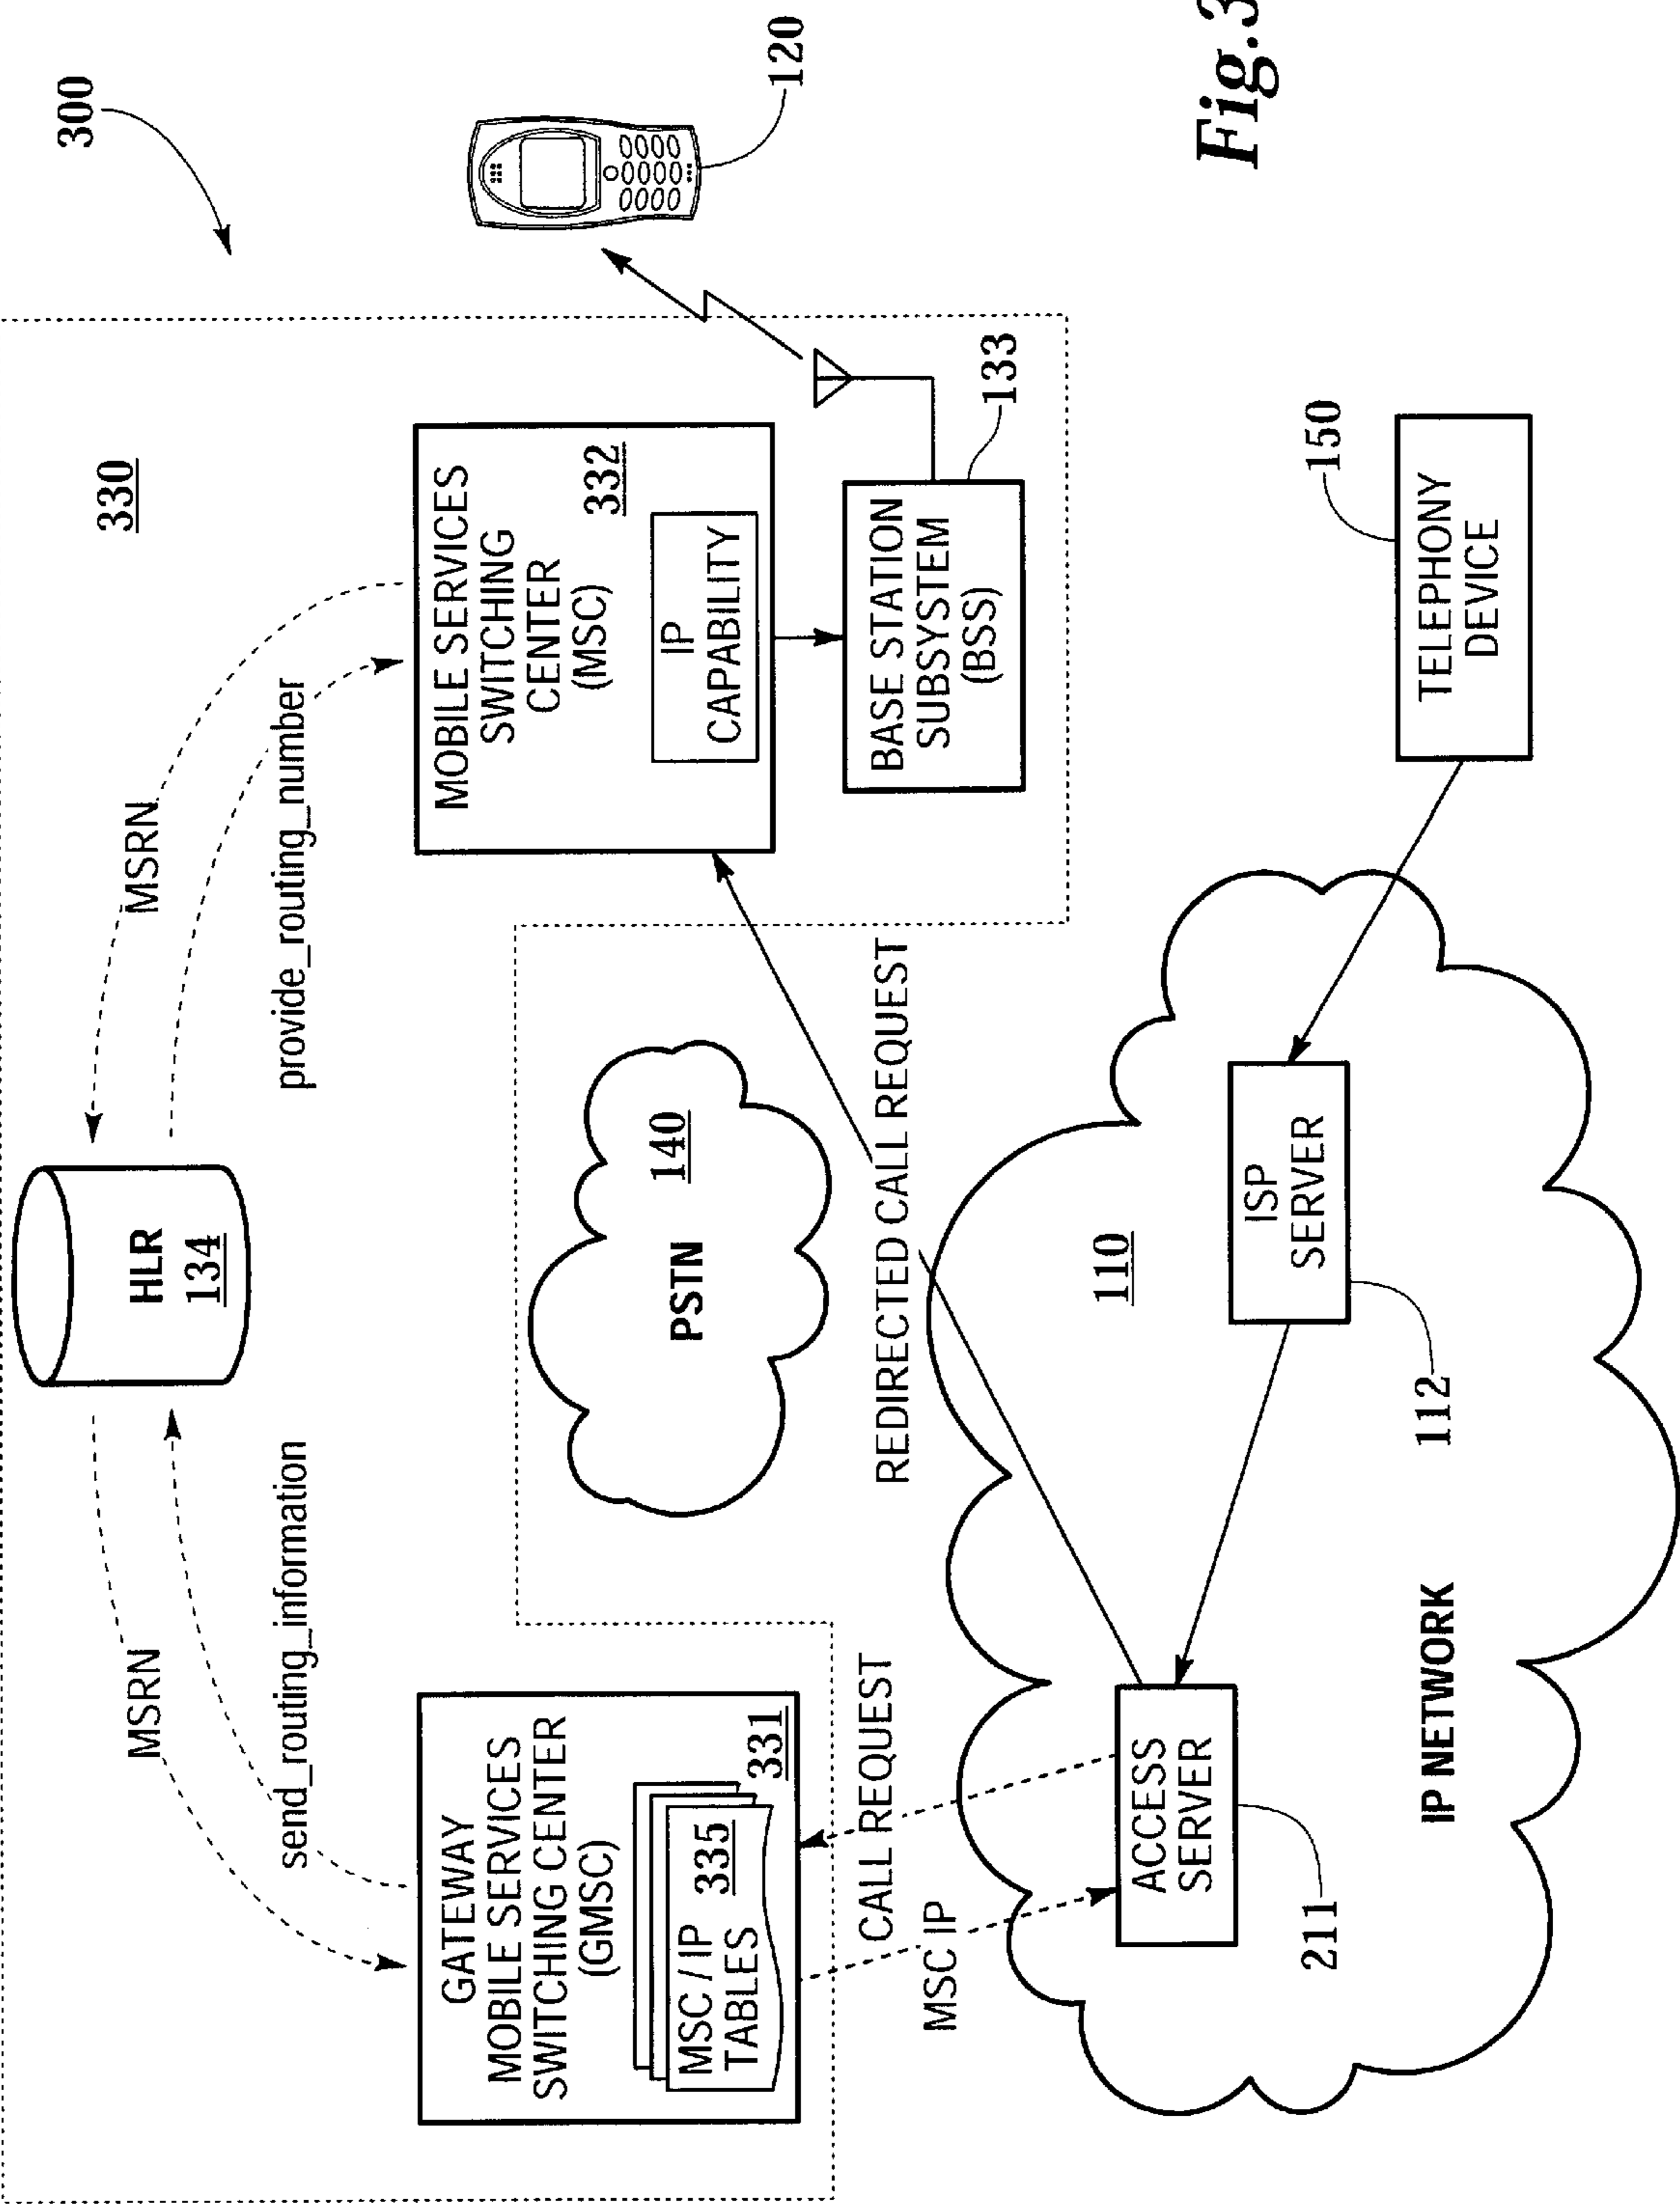 300
330
HLR
134
MSRN
MSRN
send_routing_information
provide_routing_number
GATEWAY
MOBILE SERVICES
SWITCHING CENTER
(GMSC)
MSC / IP
TABLES
335
331
MOBILE SERVICES
SWITCHING
CENTER
(MSC)
332
IP
CAPABILITY
120
PSTN
140
BASE STATION
SUBSYSTEM
(BSS)
133
CALL REQUEST
MSC IP
REDIRECTED CALL REQUEST
110
ACCESS
SERVER
211
ISP
SERVER
112
IP NETWORK
TELEPHONY
DEVICE
150
Fig.3